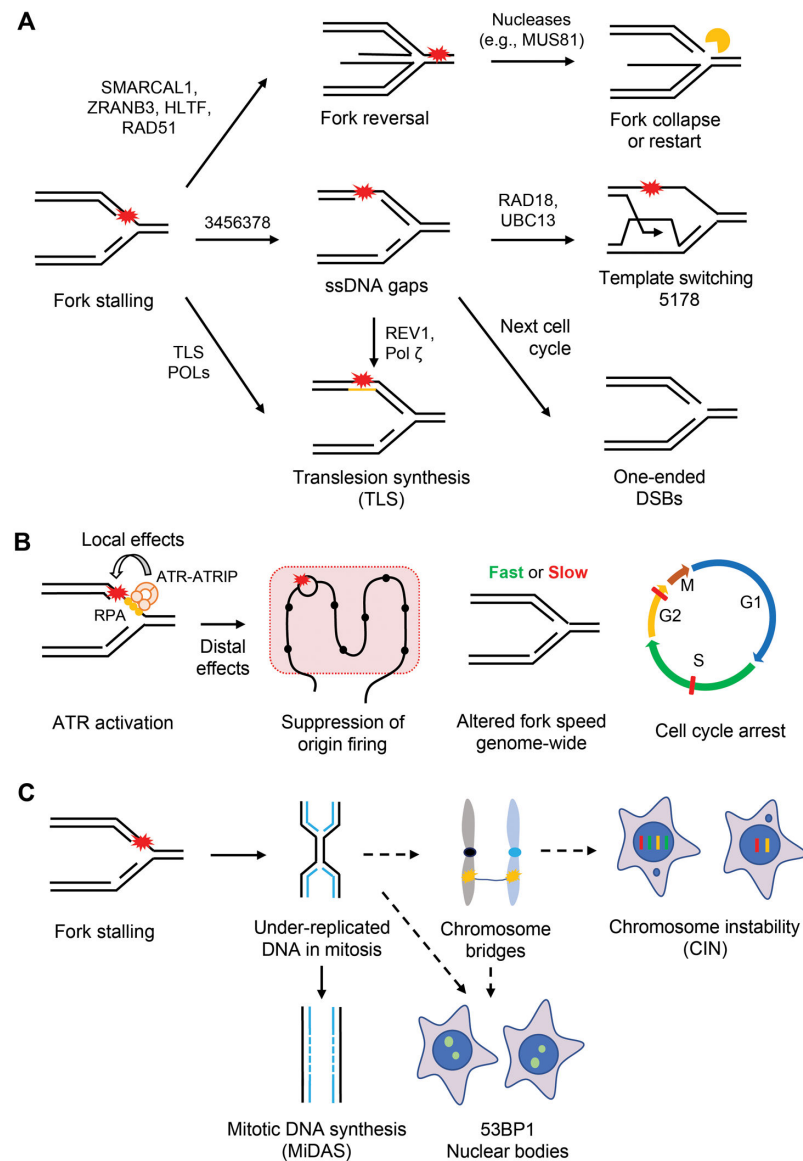 A
SMARCAL1,
ZRANB3, HLTF,
RAD51
Nucleases
(e.g., MUS81)
Fork reversal
Fork collapse
or restart
3456378
RAD18,
UBC13
Fork stalling
ssDNA gaps
Template switching
5178
TLS
POLs
REV1,
Pol ζ
Next cell
cycle
Translesion synthesis
(TLS)
One-ended
DSBs
B
Local effects
ATR-ATRIP
RPA
Distal
effects
ATR activation
Suppression of
origin firing
Fast or Slow
Altered fork speed
genome-wide
M
G1
G2
S
Cell cycle arrest
C
Fork stalling
Under-replicated
DNA in mitosis
Chromosome
bridges
Chromosome instability
(CIN)
Mitotic DNA synthesis
(MiDAS)
53BP1
Nuclear bodies